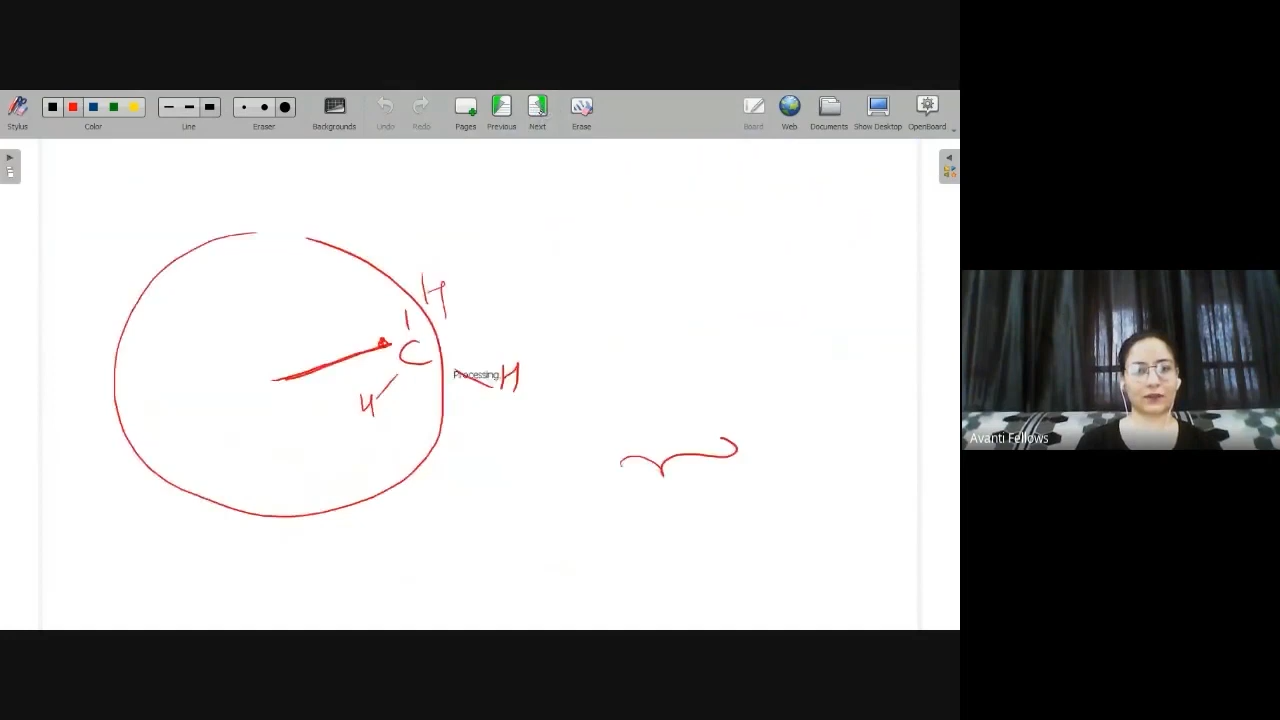 Stylus
Color
Line
Eraser
Backgrounds
Undo
Redo
Pages
Previous
Next
Erase
Board
Web
Documents
Show Desktop
OpenBoard
H
C
H
Processing...
H
Avanti Fellows